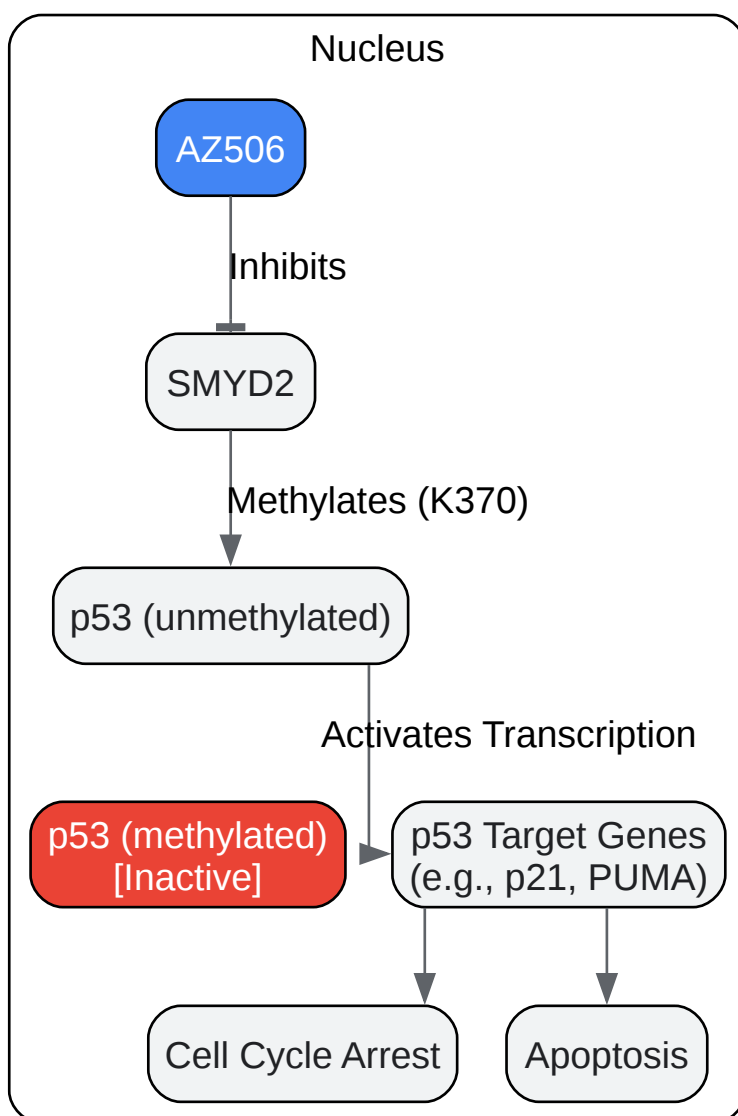 Nucleus
AZ506
Inhibits
SMYD2
Methylates (K370)
p53 (unmethylated)
Activates Transcription
p53 (methylated)
[Inactive]
p53 Target Genes
(e.g., p21, PUMA)
Cell Cycle Arrest
Apoptosis